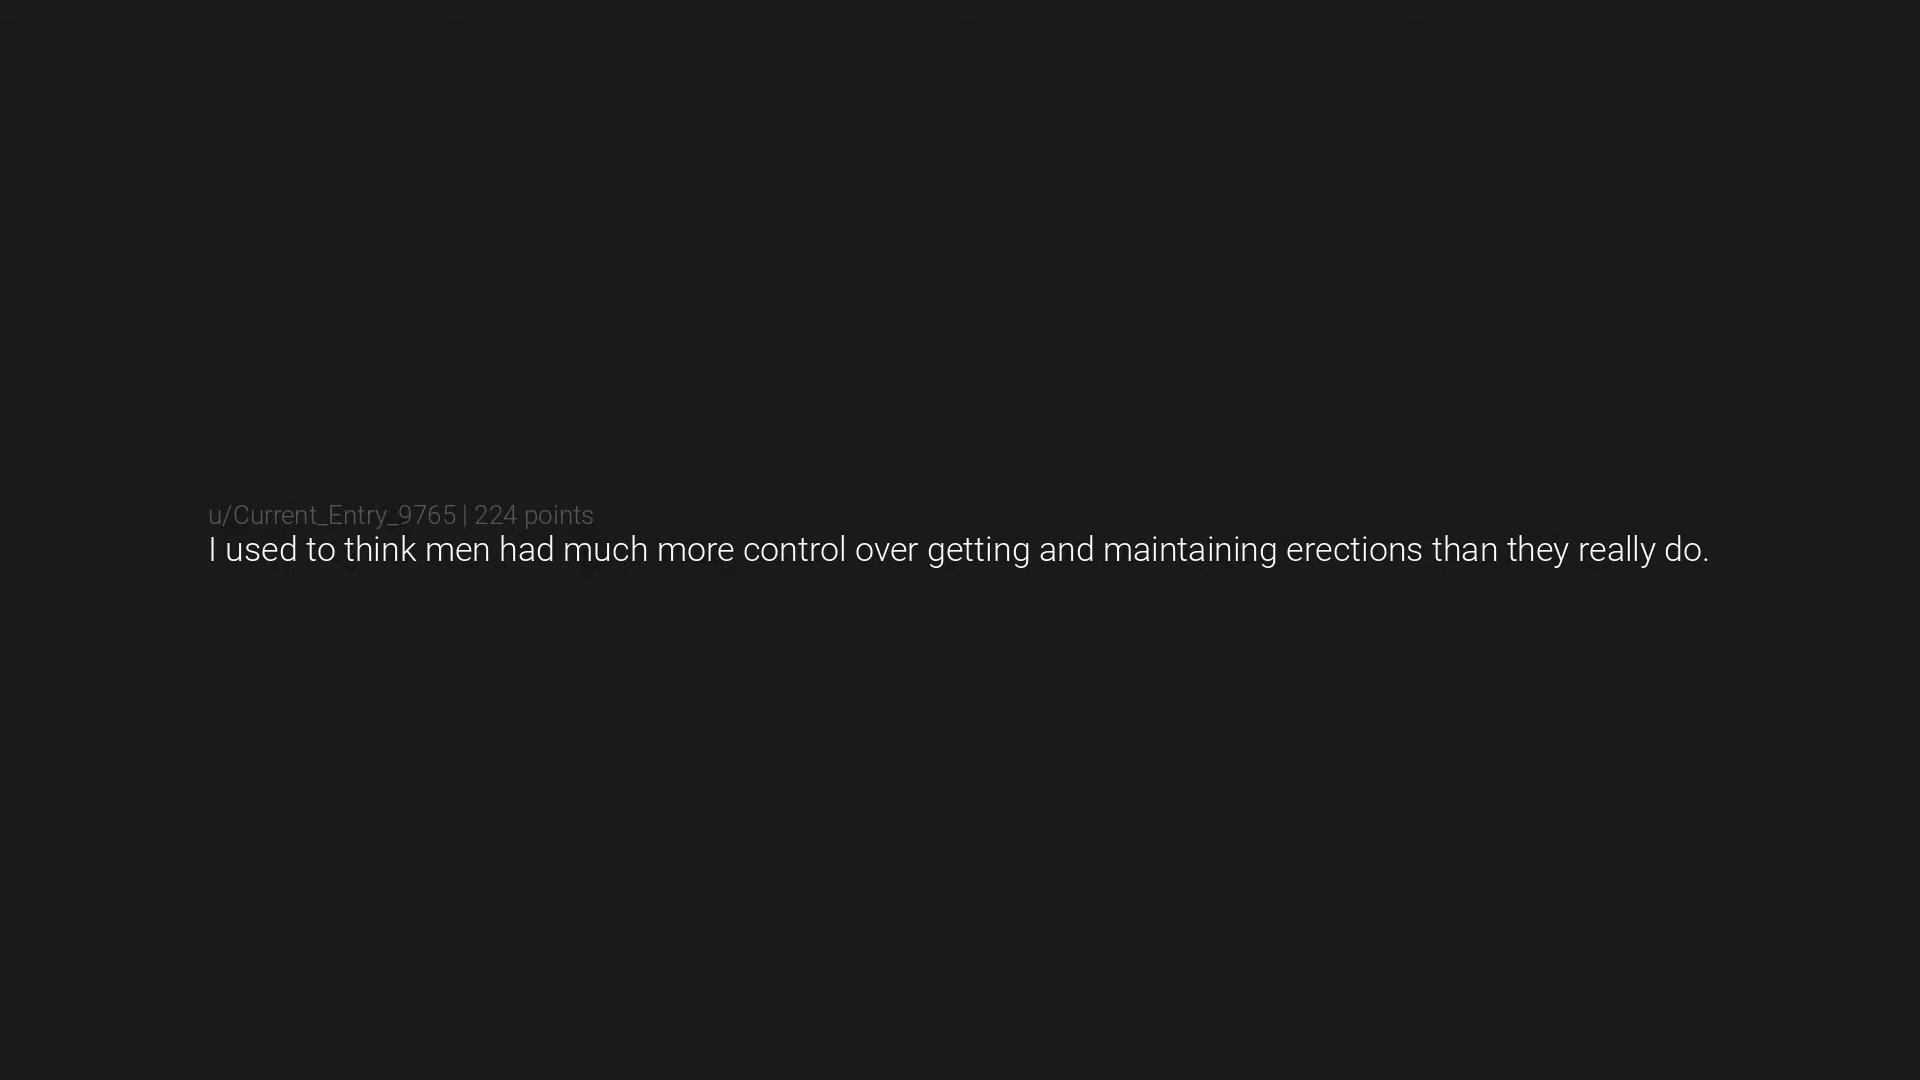 u/Current_Entry_9765 | 224 points
I used to think men had much more control over getting and maintaining erections than they really do.